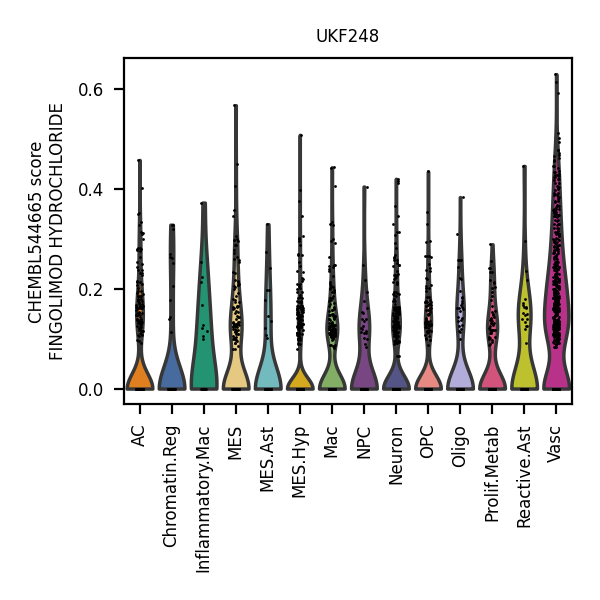 UKF248
CHEMBL544665 score
FINGOLIMOD HYDROCHLORIDE
0.6
0.4
0.2
0.0
AC
Chromatin.Reg
Inflammatory.Mac
MES
MES.Ast
MES.Hyp
Mac
NPC
Neuron
OPC
Oligo
Prolif.Metab
Reactive.Ast
Vasc